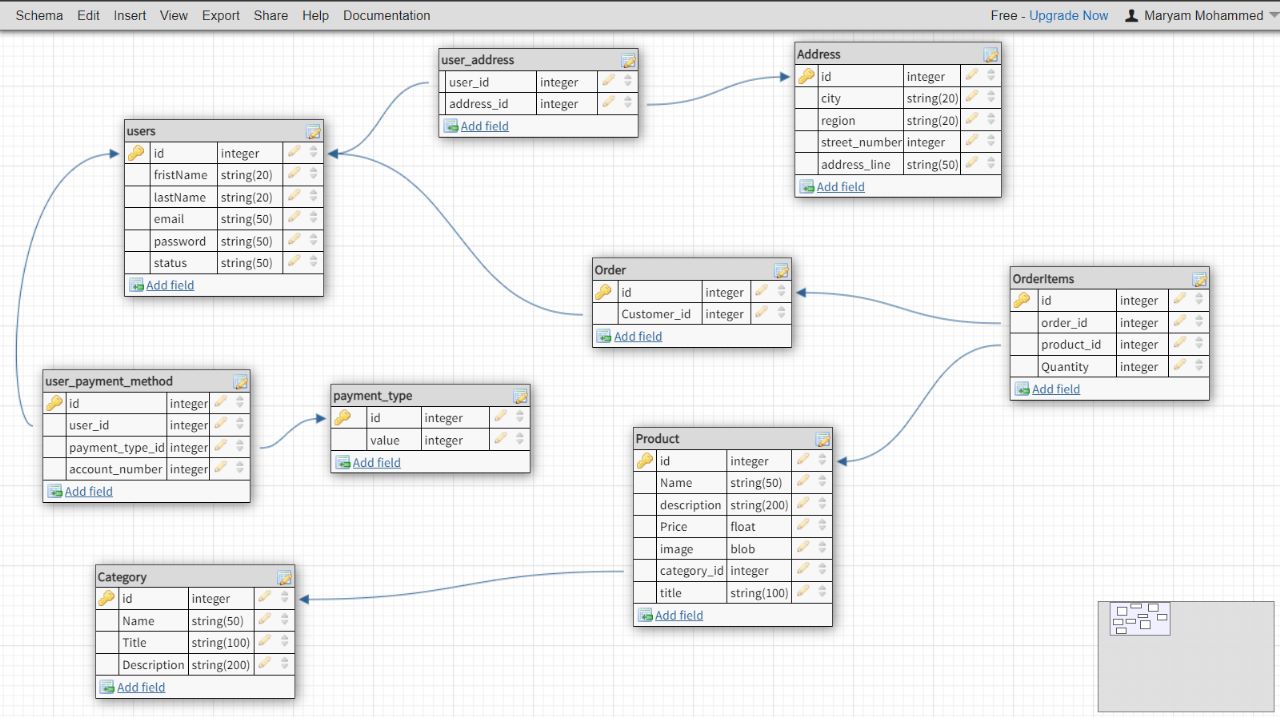 Schema Edit Insert View Export Share Help Documentation Free - Upgrade Now Maryam Mohammed
user_address
user_id integer
address_id integer
Add field
Address
id integer
city string(20)
region string(20)
street_number integer
address_line string(50)
Add field
users
id integer
fristName string(20)
lastName string(20)
email string(50)
password string(50)
status string(50)
Add field
Order
id integer
Customer_id integer
Add field
OrderItems
id integer
order_id integer
product_id integer
Quantity integer
Add field
user_payment_method
id integer
user_id integer
payment_type_id integer
account_number integer
Add field
payment_type
id integer
value integer
Add field
Product
id integer
Name string(50)
description string(200)
Price float
image blob
category_id integer
title string(100)
Add field
Category
id integer
Name string(50)
Title string(100)
Description string(200)
Add field